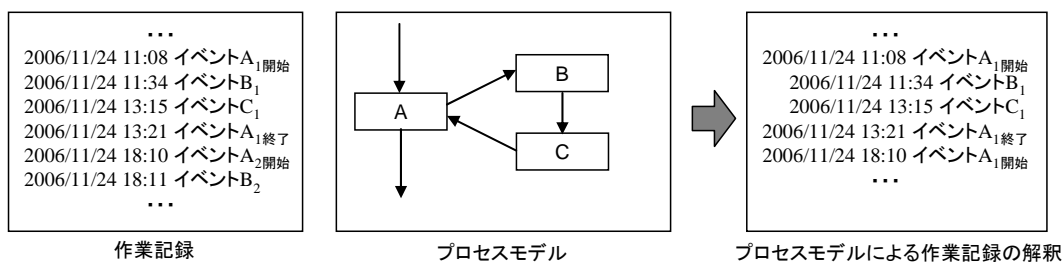 ・・・
2006/11/24 11:08 イベントA1開始
2006/11/24 11:34 イベントB1
2006/11/24 13:15 イベントC1
2006/11/24 13:21 イベントA1終了
2006/11/24 18:10 イベントA2開始
2006/11/24 18:11 イベントB2
・・・
作業記録
A
B
C
プロセスモデル
・・・
2006/11/24 11:08 イベントA1開始
2006/11/24 11:34 イベントB1
2006/11/24 13:15 イベントC1
2006/11/24 13:21 イベントA1終了
2006/11/24 18:10 イベントA1開始
・・・
プロセスモデルによる作業記録の解釈